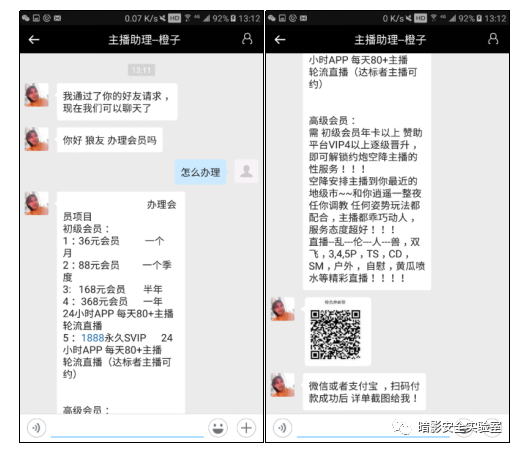 0.07 K/s HD 4G 92% 13:12
主播助理--橙子
13:11
我通过了你的好友请求，
现在我们可以聊天了
你好 狼友 办理会员吗
怎么办理
办理会
员项目
初级会员：
1：36元会员 一个
月
2：88元会员 一个季
度
3: 168元会员 半年
4：368元会员 一年
24小时APP 每天80+主播
轮流直播
5：1888永久SVIP 24
小时APP 每天80+主播
轮流直播（达标者主播可
约）
高级会员：
0 K/s HD 4G 92% 13:12
主播助理--橙子
小时APP 每天80+主播
轮流直播（达标者主播可
约）
高级会员：
需 初级会员年卡以上 赞助
平台VIP4以上逐级晋升，
即可解锁约炮空降主播的
性服务！！！
空降安排主播到你最近的
地级市~~和你逍遥一整夜
任你调教 任何姿势玩法都
配合，主播都乖巧动人，
服务态度超好！！！
直播--乱---伦---人---兽，双
飞，3,4,5P，TS，CD，
SM，户外，自慰，黄瓜喷
水等精彩直播！！！！
微信或者支付宝 ，扫码付
款成功后 详单截图给我！
暗影安全实验室